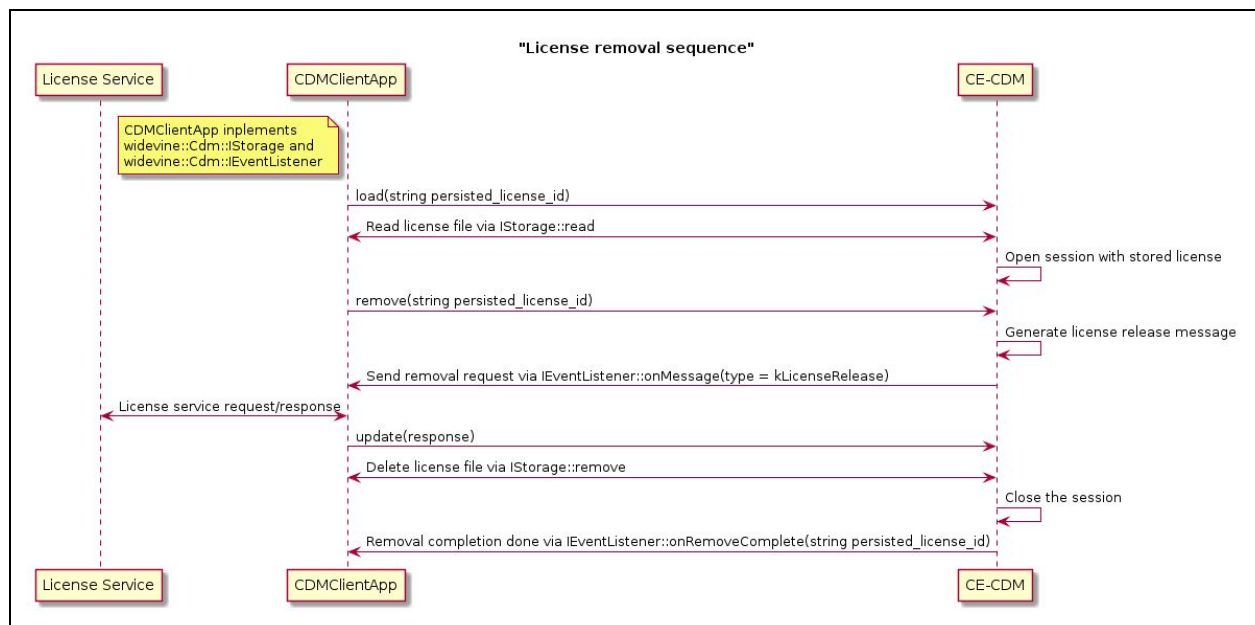 "License removal sequence"
License Service
CDMClientApp
CE-CDM
CDMClientApp inplements
widevine::Cdm::IStorage and
widevine::Cdm::IEventListener
load(string persisted_license_id)
Read license file via IStorage::read
Open session with stored license
remove(string persisted_license_id)
Generate license release message
Send removal request via IEventListener::onMessage(type = kLicenseRelease)
License service request/response
update(response)
Delete license file via IStorage::remove
Close the session
Removal completion done via IEventListener::onRemoveComplete(string persisted_license_id)
License Service
CDMClientApp
CE-CDM